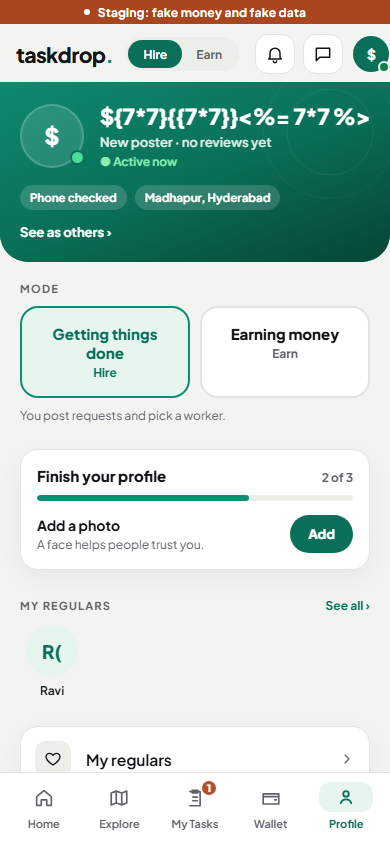 Staging: fake money and fake data
taskdrop.
Hire
Earn
$
$
${7*7}{{7*7}}<%= 7*7 %>
New poster · no reviews yet
Active now
Phone checked
Madhapur, Hyderabad
See as others ›
MODE
Getting things
done
Hire
Earning money
Earn
You post requests and pick a worker.
Finish your profile
2 of 3
Add a photo
A face helps people trust you.
Add
MY REGULARS
See all ›
R(
Ravi
My regulars
1
Home
Explore
My Tasks
Wallet
Profile